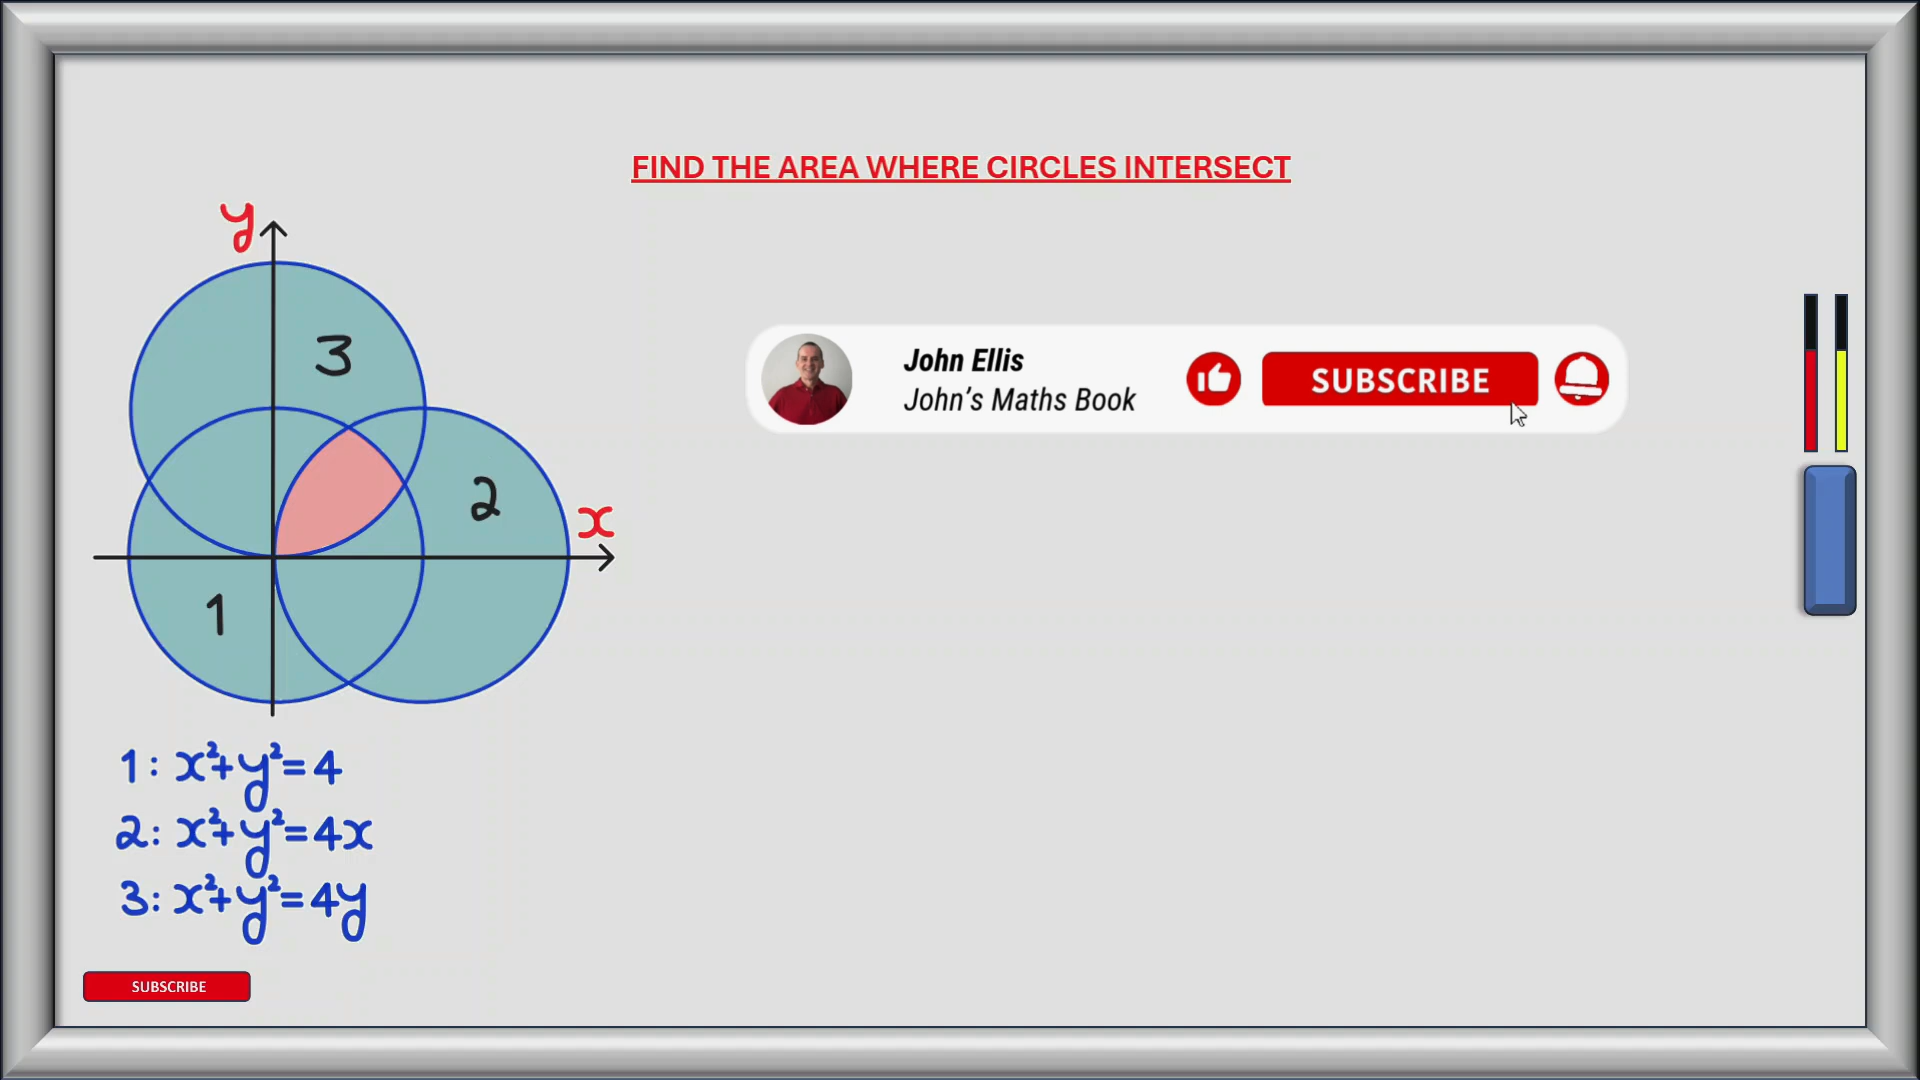 FIND THE AREA WHERE CIRCLES INTERSECT
y
3
John Ellis
John's Maths Book
SUBSCRIBE
2
x
1
1: x²+y²=4
2: x²+y²=4x
3: x²+y²=4y
SUBSCRIBE